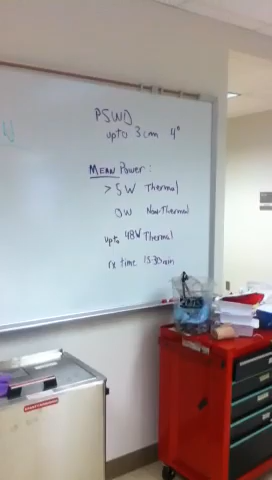 PSWD
upto 3cm 4"
MEAN Power:
> 5W Thermal
0W Non-Thermal
upto 48W Thermal
rx time 15-30min